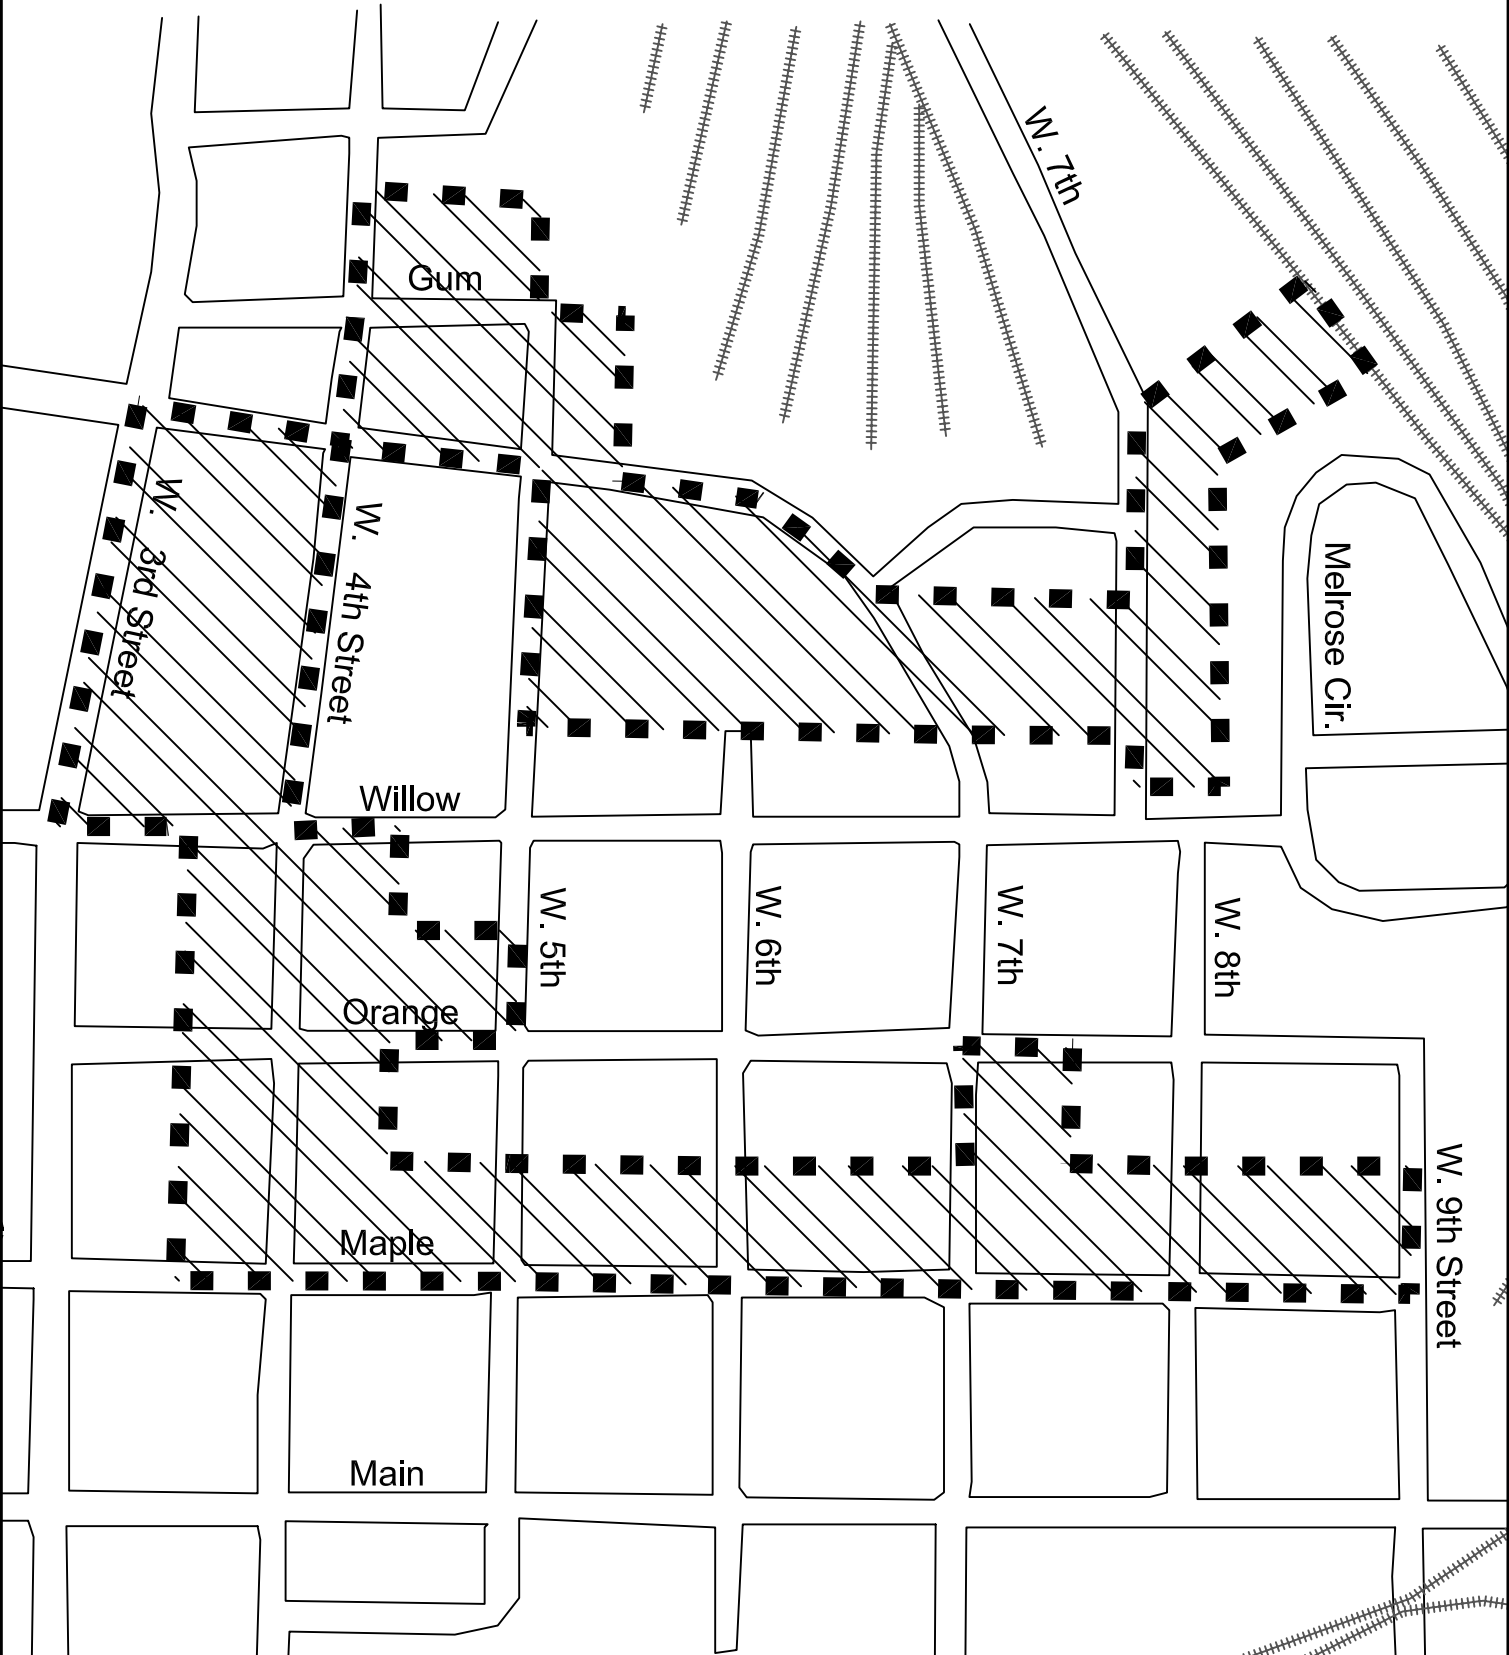 W. 7th
Gum
W. 3rd Street
W. 4th Street
Melrose Cir.
Willow
W. 5th
W. 6th
W. 7th
W. 8th
Orange
W. 9th Street
Maple
Main